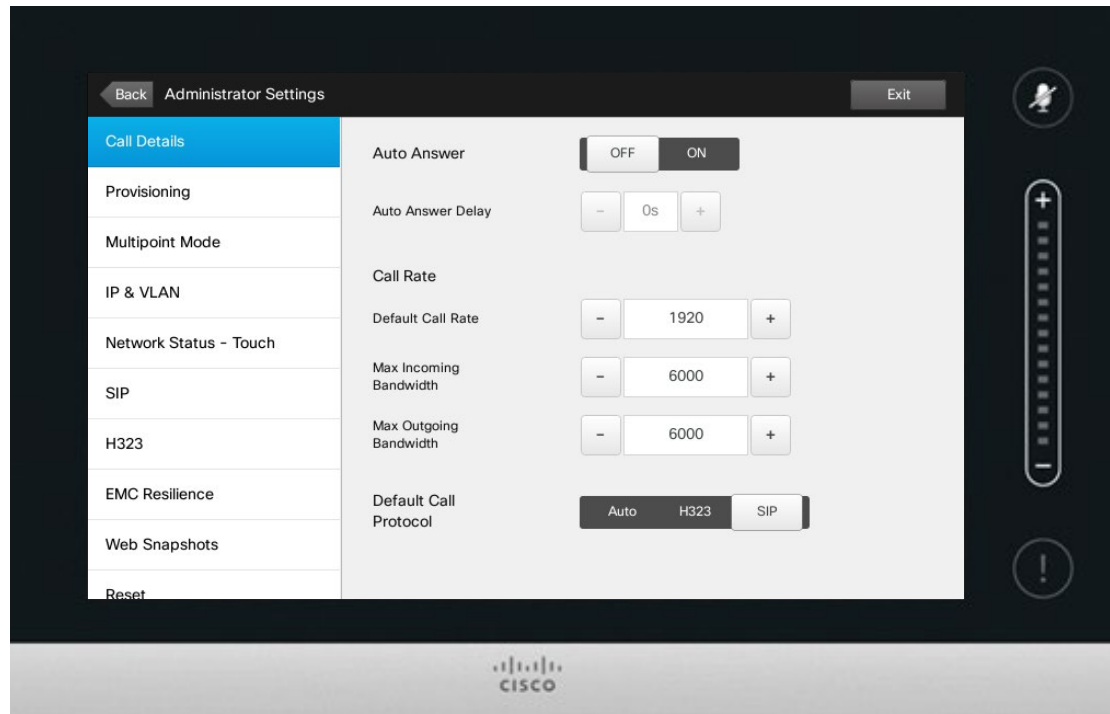 Back Administrator Settings Exit
Call Details
Provisioning
Multipoint Mode
IP & VLAN
Network Status - Touch
SIP
H323
EMC Resilience
Web Snapshots
Reset
Auto Answer OFF ON
Auto Answer Delay - 0s +
Call Rate
Default Call Rate - 1920 +
Max Incoming
Bandwidth - 6000 +
Max Outgoing
Bandwidth - 6000 +
Default Call
Protocol Auto H323 SIP
+
-
!
CISCO